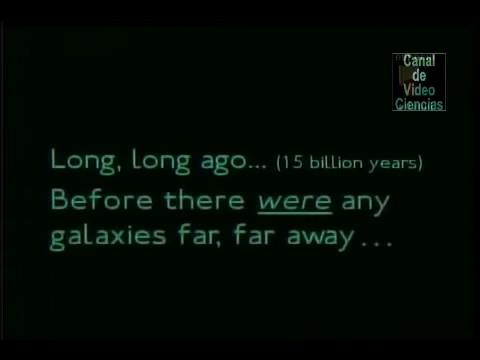 Canal
de
Video
Ciencias
Long, long ago... (15 billion years)
Before there were any
galaxies far, far away...